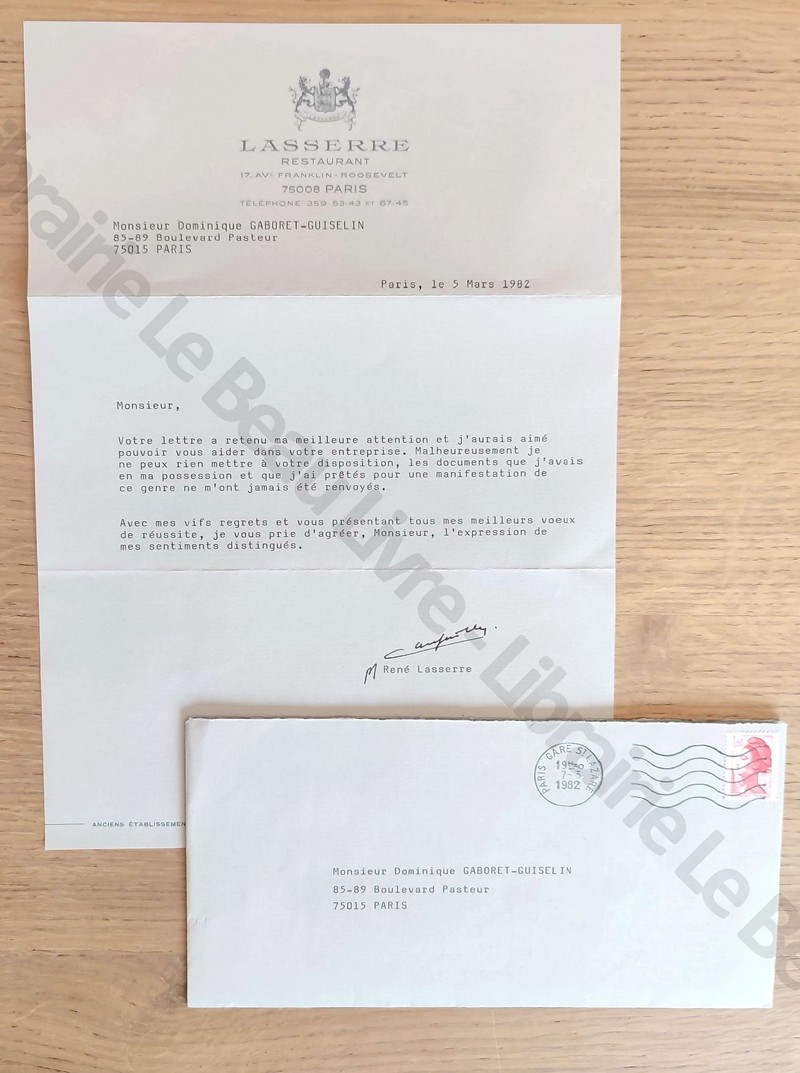 LASSERRE
RESTAURANT
17, AVE FRANKLIN-ROOSEVELT
75008 PARIS
TÉLÉPHONE 359 53-43 ET 67-45
Monsieur Dominique GABORET-GUISELIN
85-89 Boulevard Pasteur
75015 PARIS
Paris, le 5 Mars 1982
Monsieur,
Votre lettre a retenu ma meilleure attention et j'aurais aimé
pouvoir vous aider dans votre entreprise. Malheureusement je
ne peux rien mettre à votre disposition, les documents que j'avais
en ma possession et que j'ai prêtés pour une manifestation de
ce genre ne m'ont jamais été renvoyés.
Avec mes vifs regrets et vous présentant tous mes meilleurs voeux
de réussite, je vous prie d'agréer, Monsieur, l'expression de
mes sentiments distingués.
René Lasserre
ANCIENS ÉTABLISSEMEN
PARIS GARE ST LAZARE
7-3
1982
Monsieur Dominique GABORET-GUISELIN
85-89 Boulevard Pasteur
75015 PARIS
Librairie Le Beau Livre - Librairie Le Be